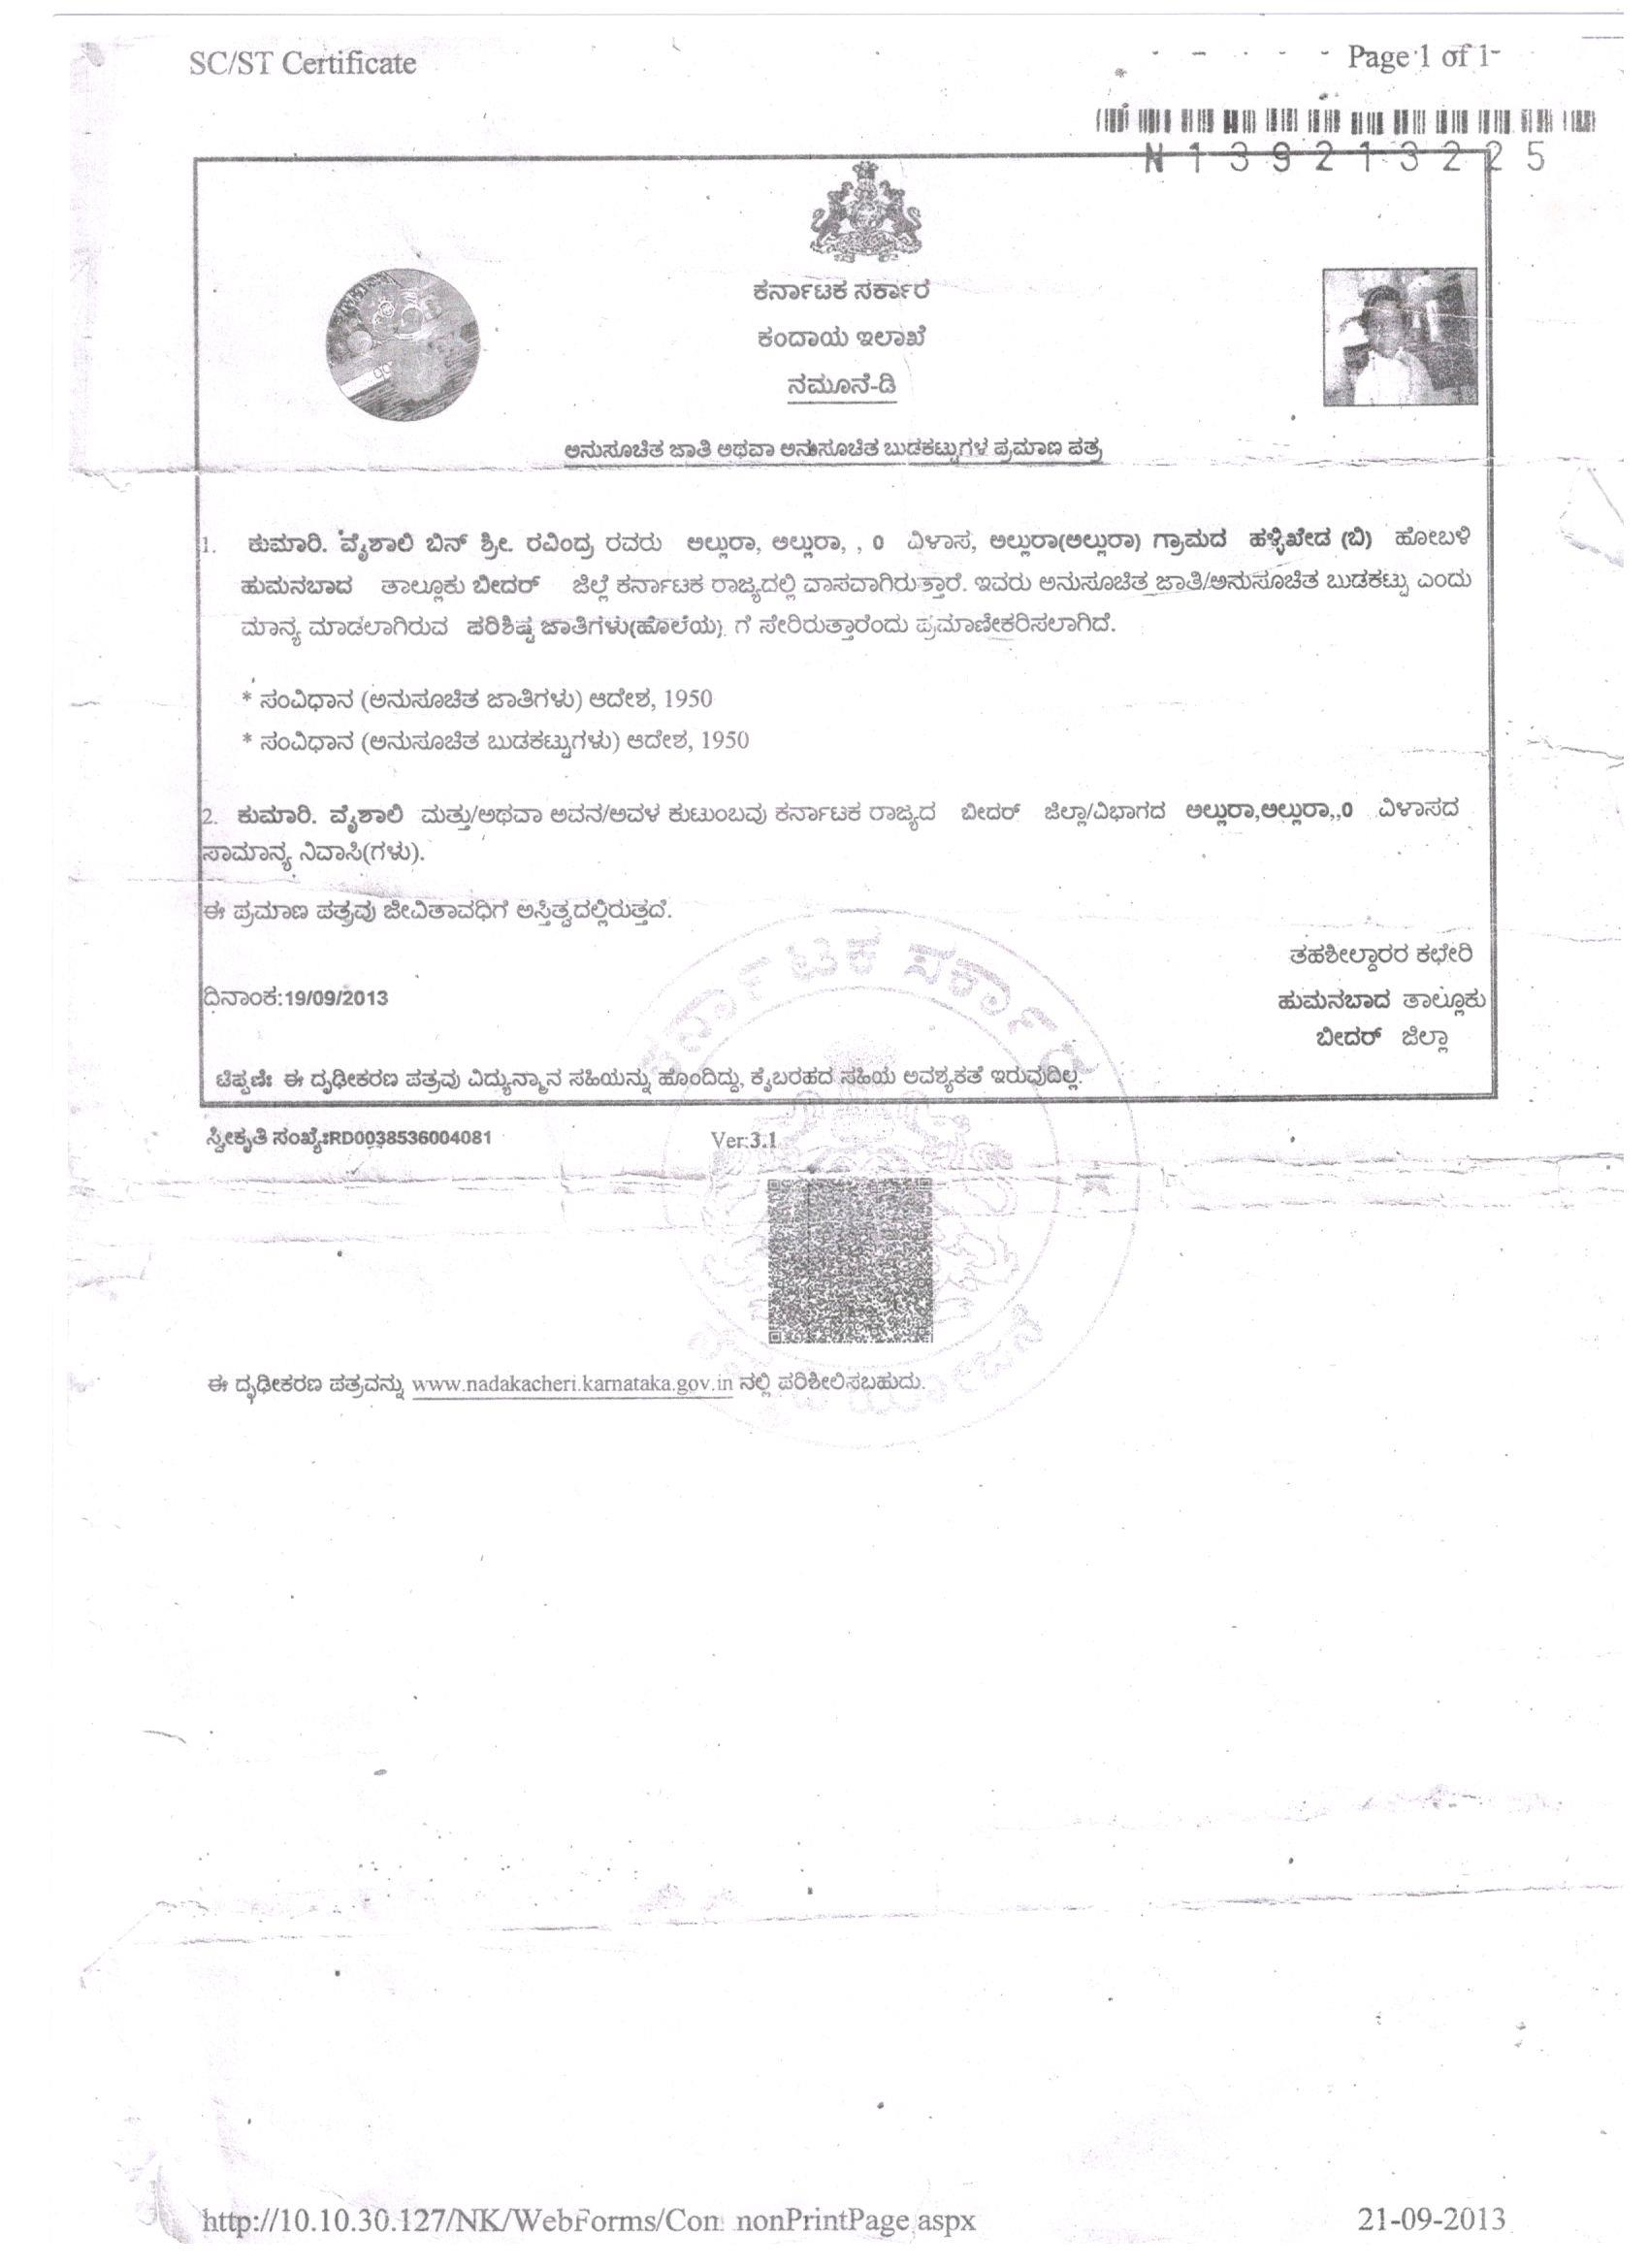 SC/ST Certificate
Page 1 of 1
N 1 3 9 2 1 3 2 2 5
ಕರ್ನಾಟಕ ಸರ್ಕಾರ
ಕಂದಾಯ ಇಲಾಖೆ
ನಮೂನೆ-ಡಿ
ಅನುಸೂಚಿತ ಜಾತಿ ಅಥವಾ ಅನುಸೂಚಿತ ಬುಡಕಟ್ಟುಗಳ ಪ್ರಮಾಣ ಪತ್ರ
1. ಕುಮಾರಿ. ವೈಶಾಲಿ ಬಿನ್ ಶ್ರೀ. ರವಿಂದ್ರ ರವರು ಅಲ್ಲುರಾ, ಅಲ್ಲುರಾ, , 0 ವಿಳಾಸ, ಅಲ್ಲುರಾ(ಅಲ್ಲುರಾ) ಗ್ರಾಮದ ಹಳ್ಳಿಖೇಡ (ಬಿ) ಹೋಬಳಿ
ಹುಮನಬಾದ ತಾಲ್ಲೂಕು ಬೀದರ್ ಜಿಲ್ಲೆ ಕರ್ನಾಟಕ ರಾಜ್ಯದಲ್ಲಿ ವಾಸವಾಗಿರುತ್ತಾರೆ. ಇವರು ಅನುಸೂಚಿತ ಜಾತಿ/ಅನುಸೂಚಿತ ಬುಡಕಟ್ಟು ಎಂದು
ಮಾನ್ಯ ಮಾಡಲಾಗಿರುವ ಪರಿಶಿಷ್ಟ ಜಾತಿಗಳು(ಹೊಲೆಯ) ಗೆ ಸೇರಿರುತ್ತಾರೆಂದು ಪ್ರಮಾಣೀಕರಿಸಲಾಗಿದೆ.
* ಸಂವಿಧಾನ (ಅನುಸೂಚಿತ ಜಾತಿಗಳು) ಆದೇಶ, 1950
* ಸಂವಿಧಾನ (ಅನುಸೂಚಿತ ಬುಡಕಟ್ಟುಗಳು) ಆದೇಶ, 1950
2. ಕುಮಾರಿ. ವೈಶಾಲಿ ಮತ್ತು/ಅಥವಾ ಅವನ/ಅವಳ ಕುಟುಂಬವು ಕರ್ನಾಟಕ ರಾಜ್ಯದ ಬೀದರ್ ಜಿಲ್ಲಾ/ವಿಭಾಗದ ಅಲ್ಲುರಾ,ಅಲ್ಲುರಾ,,0 ವಿಳಾಸದ
ಸಾಮಾನ್ಯ ನಿವಾಸಿ(ಗಳು).
ಈ ಪ್ರಮಾಣ ಪತ್ರವು ಜೀವಿತಾವಧಿಗೆ ಅಸ್ತಿತ್ವದಲ್ಲಿರುತ್ತದೆ.
ತಹಶೀಲ್ದಾರರ ಕಛೇರಿ
ದಿನಾಂಕ:19/09/2013
ಹುಮನಬಾದ ತಾಲ್ಲೂಕು
ಬೀದರ್ ಜಿಲ್ಲಾ
ಕರ್ನಾಟಕ ಸರ್ಕಾರ
ಟಿಪ್ಪಣಿಃ ಈ ದೃಢೀಕರಣ ಪತ್ರವು ವಿದ್ಯುನ್ಮಾನ ಸಹಿಯನ್ನು ಹೊಂದಿದ್ದು, ಕೈಬರಹದ ಸಹಿಯ ಅವಶ್ಯಕತೆ ಇರುವುದಿಲ್ಲ.
ಸ್ವೀಕೃತಿ ಸಂಖ್ಯೆಃRD0038536004081
Ver:3.1
ಈ ದೃಢೀಕರಣ ಪತ್ರವನ್ನು www.nadakacheri.karnataka.gov.in ನಲ್ಲಿ ಪರಿಶೀಲಿಸಬಹುದು.
http://10.10.30.127/NK/WebForms/Con nonPrintPage.aspx
21-09-2013